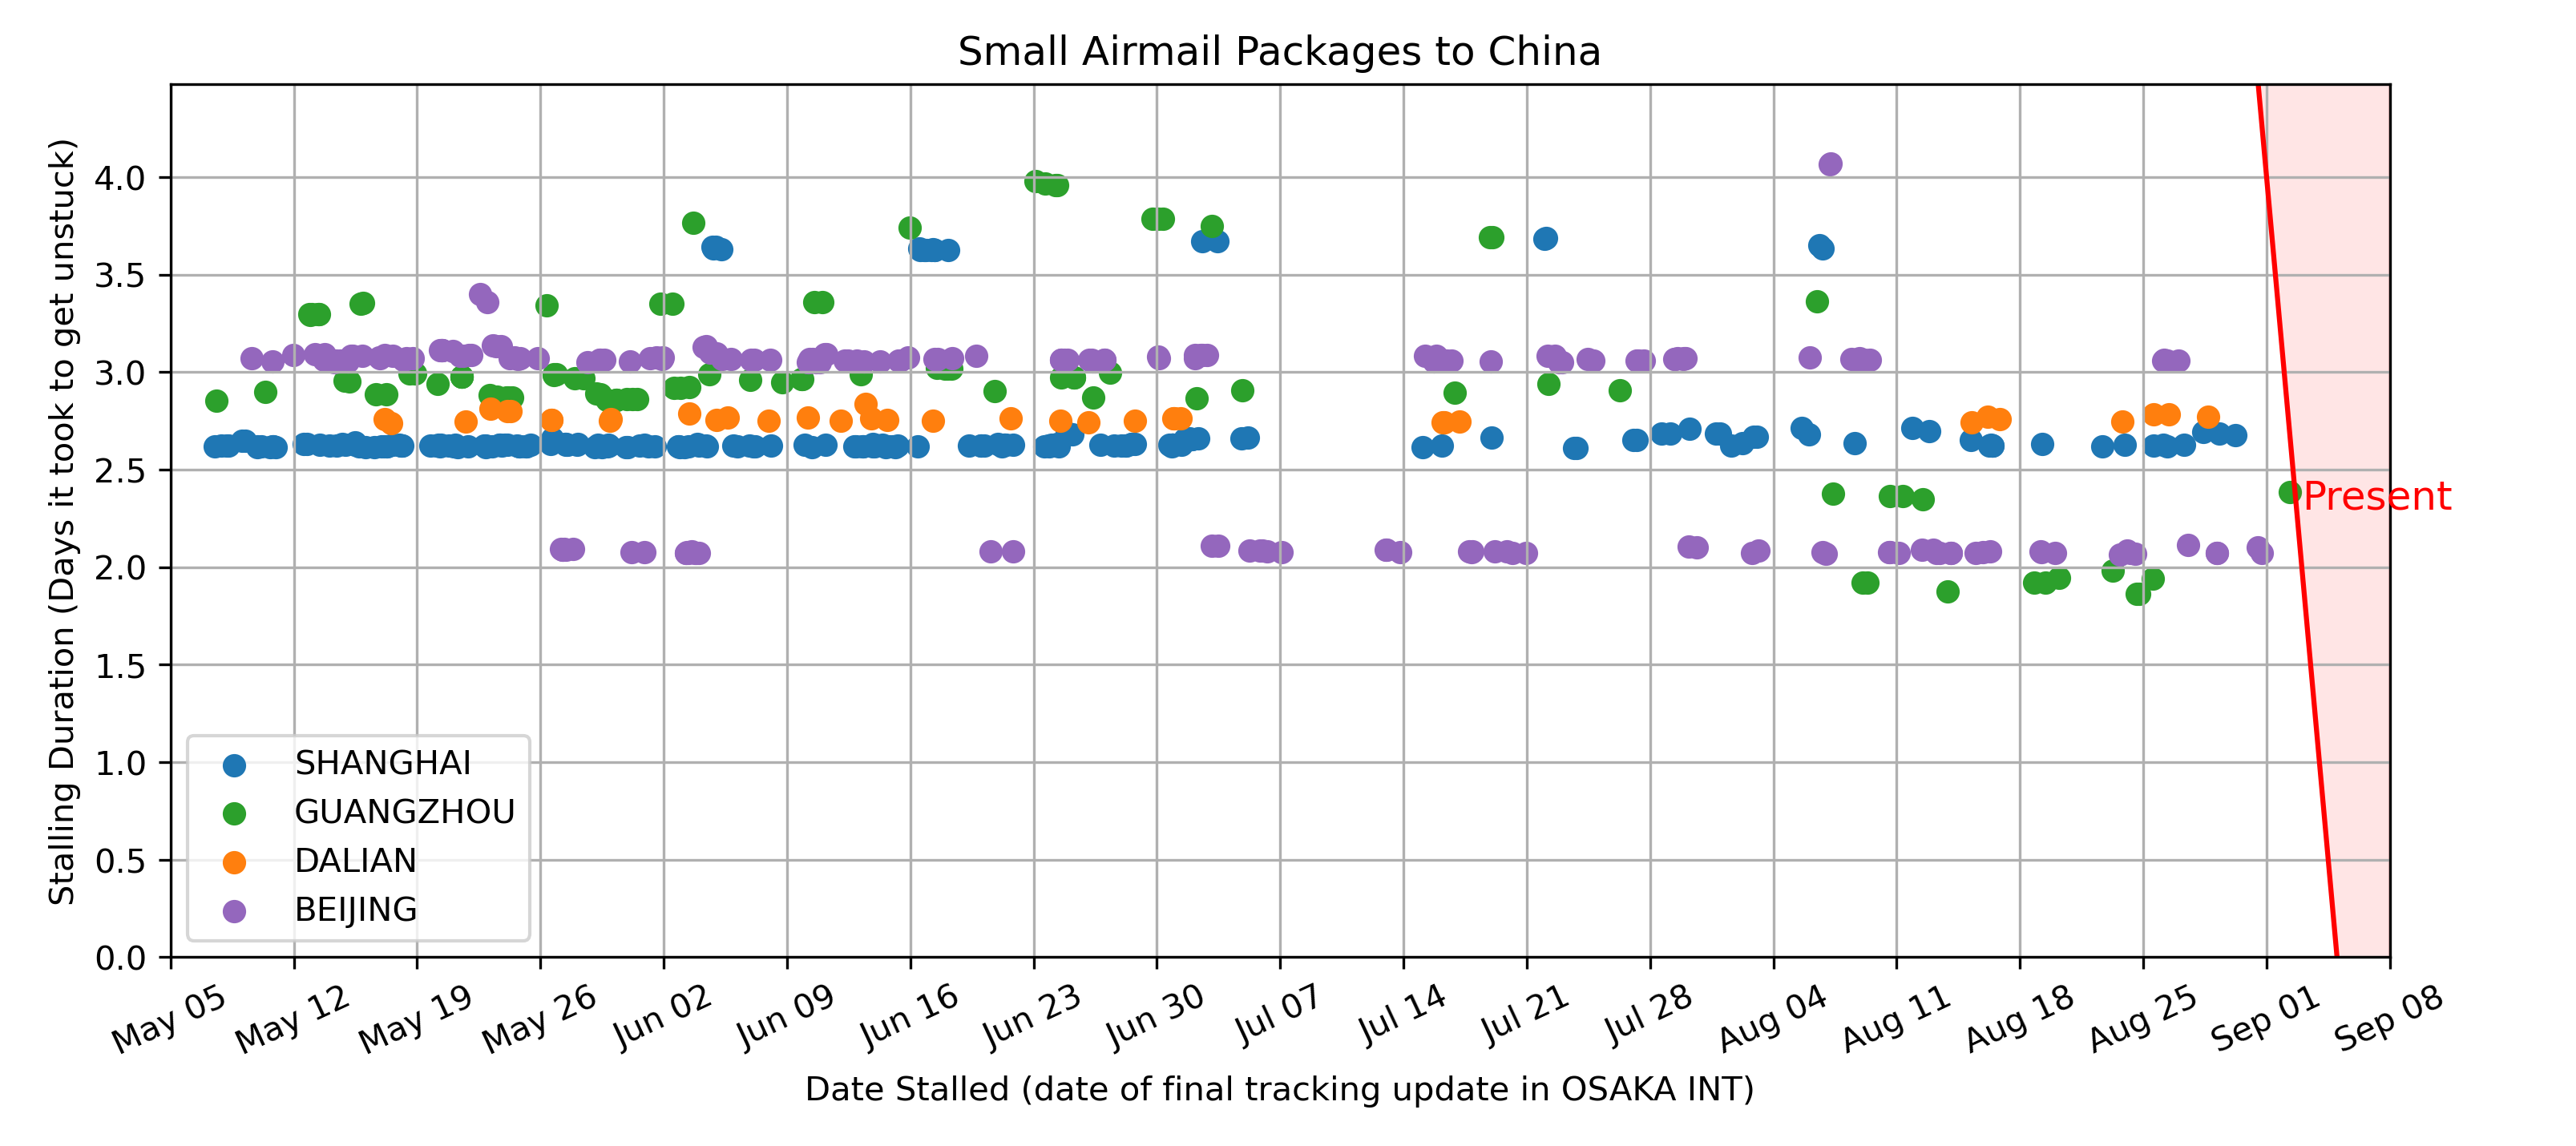 Small Airmail Packages to China
Stalling Duration (Days it took to get unstuck)
4.0
3.5
3.0
2.5
2.0
1.5
1.0
0.5
0.0
Present
SHANGHAI
GUANGZHOU
DALIAN
BEIJING
May 05
May 12
May 19
May 26
Jun 02
Jun 09
Jun 16
Jun 23
Jun 30
Jul 07
Jul 14
Jul 21
Jul 28
Aug 04
Aug 11
Aug 18
Aug 25
Sep 01
Sep 08
Date Stalled (date of final tracking update in OSAKA INT)